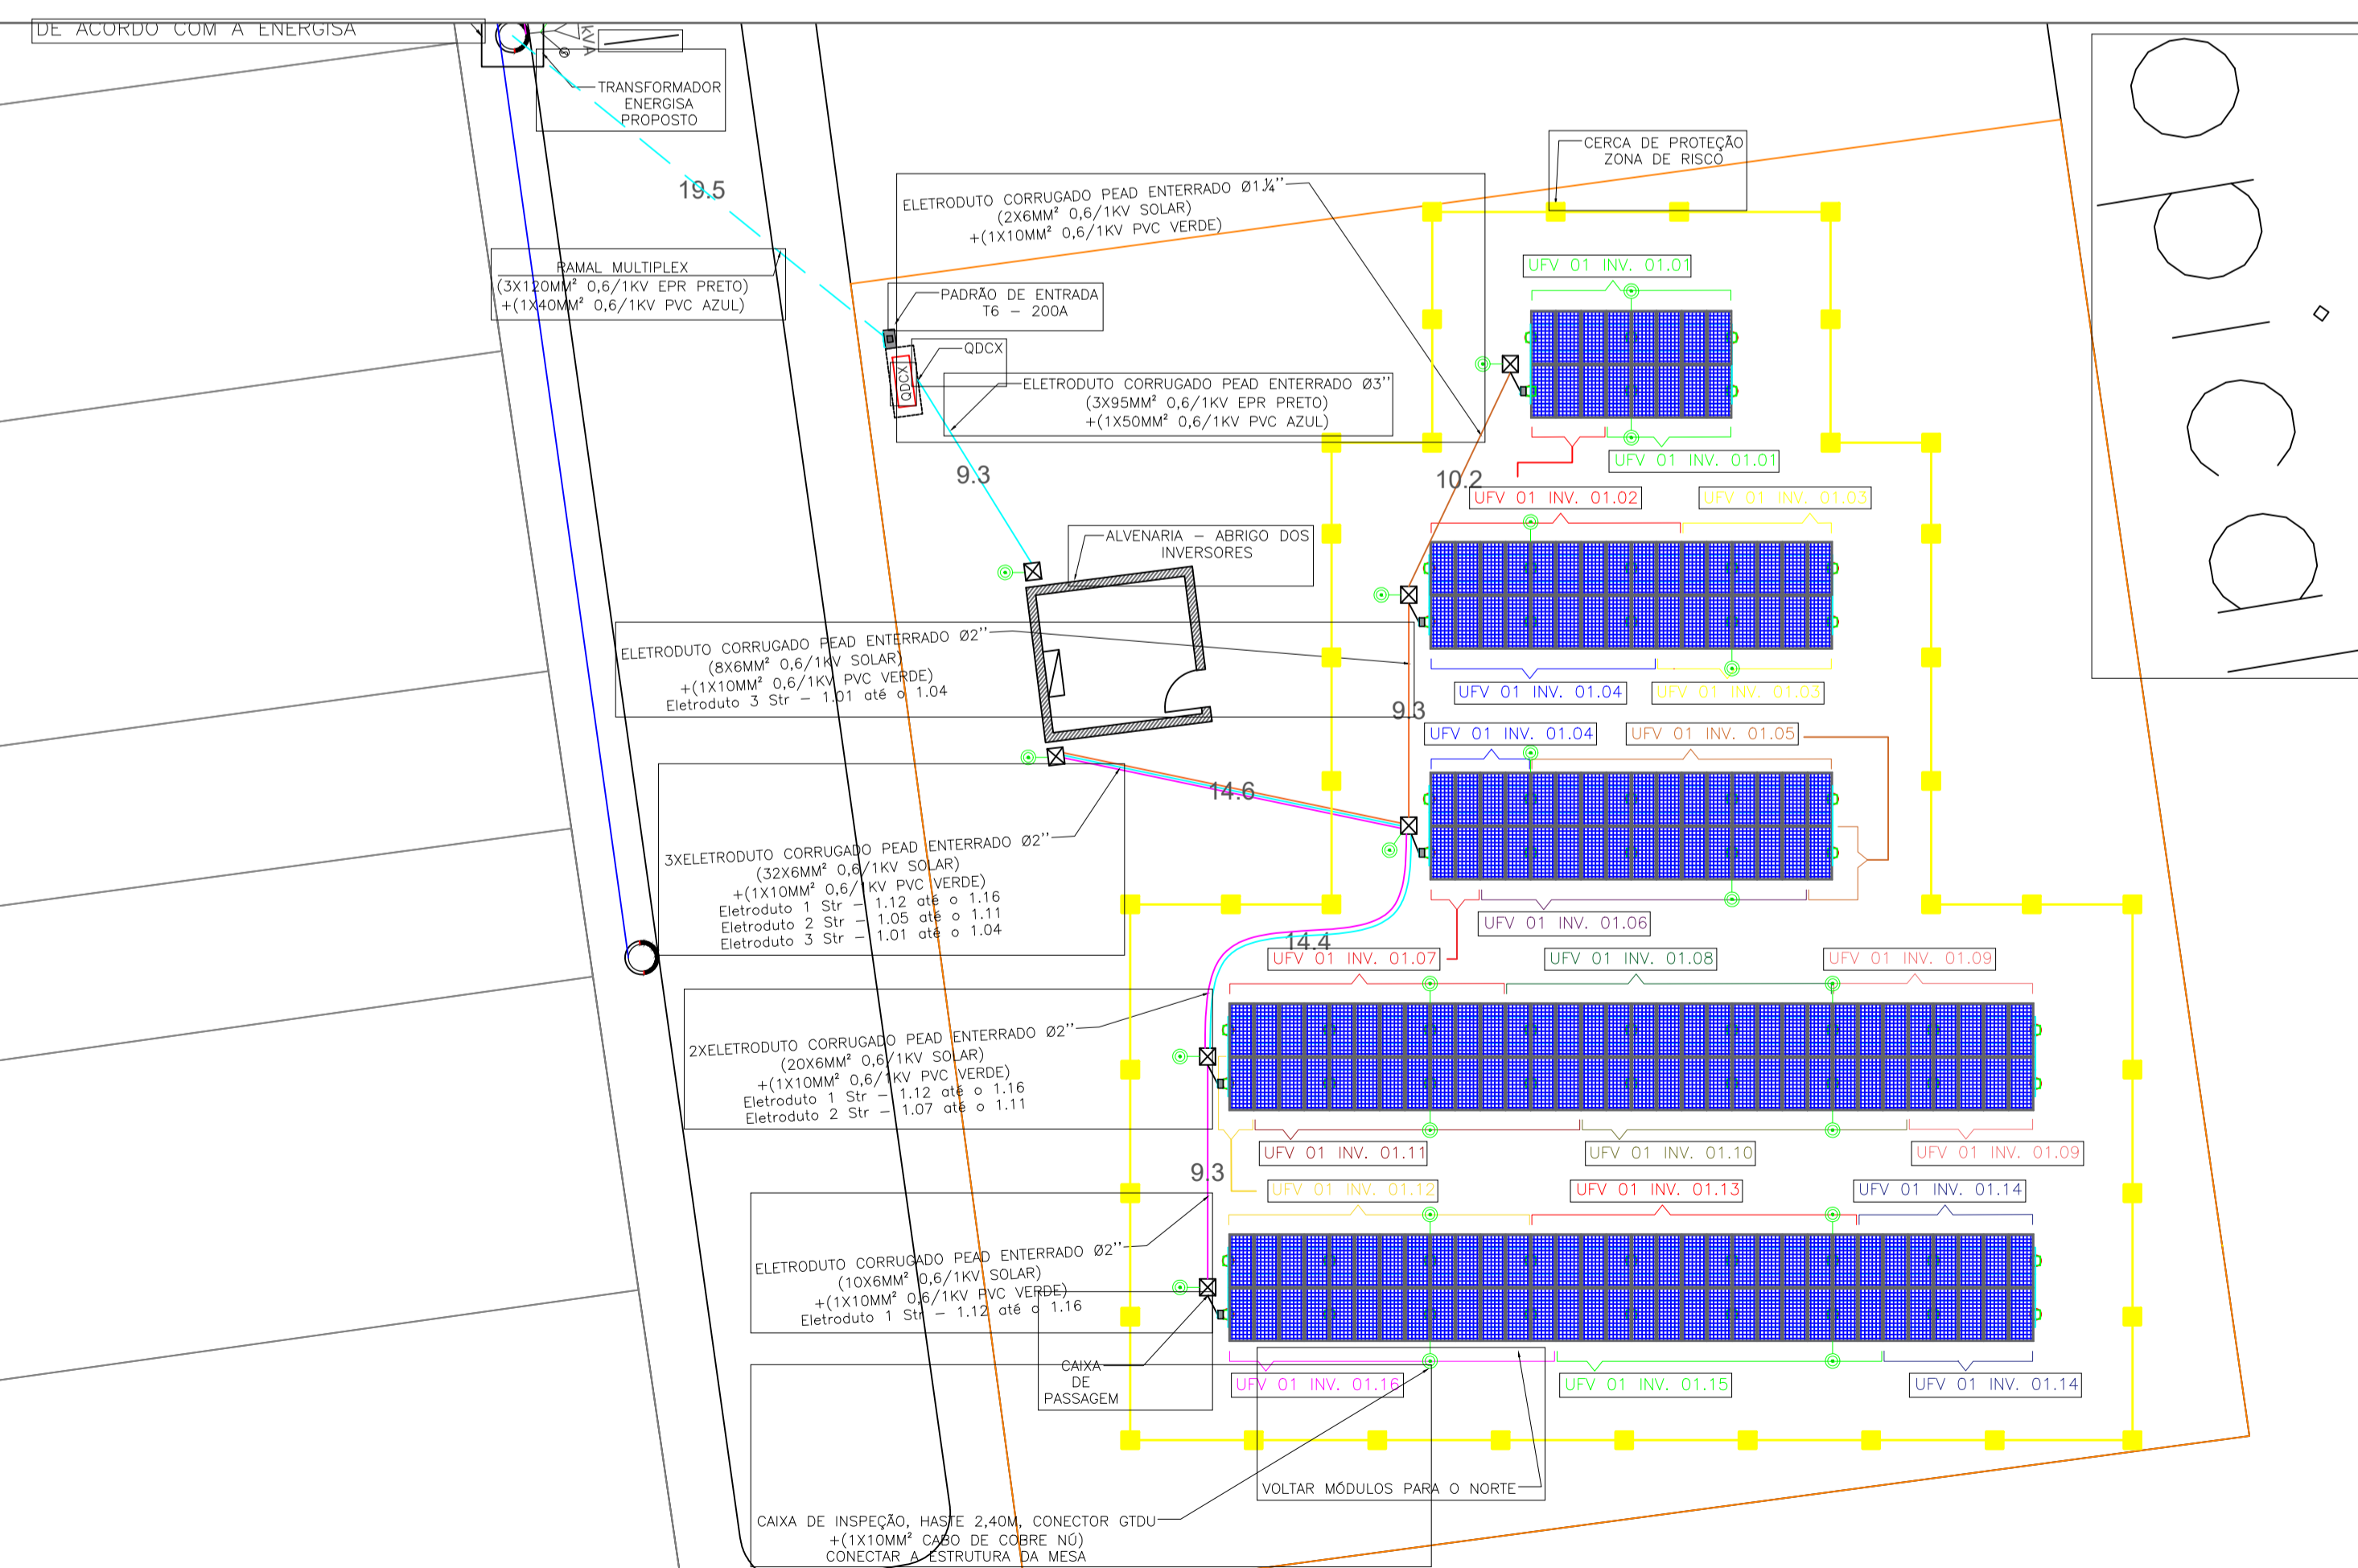 DE ACORDO COM A ENERGISA
KVA
S
TRANSFORMADOR
ENERGISA
PROPOSTO
19.5
CERCA DE PROTEÇÃO
ZONA DE RISCO
ELETRODUTO CORRUGADO PEAD ENTERRADO Ø1¼''
(2X6MM² 0,6/1KV SOLAR)
+(1X10MM² 0,6/1KV PVC VERDE)
RAMAL MULTIPLEX
(3X120MM² 0,6/1KV EPR PRETO)
+(1X40MM² 0,6/1KV PVC AZUL)
PADRÃO DE ENTRADA
T6 - 200A
QDCX
QDCX
ELETRODUTO CORRUGADO PEAD ENTERRADO Ø3''
(3X95MM² 0,6/1KV EPR PRETO)
+(1X50MM² 0,6/1KV PVC AZUL)
UFV 01 INV. 01.01
UFV 01 INV. 01.01
9.3
10.2
UFV 01 INV. 01.02
UFV 01 INV. 01.03
ALVENARIA - ABRIGO DOS
INVERSORES
ELETRODUTO CORRUGADO PEAD ENTERRADO Ø2''
(8X6MM² 0,6/1KV SOLAR)
+(1X10MM² 0,6/1KV PVC VERDE)
Eletroduto 3 Str - 1.01 até o 1.04
UFV 01 INV. 01.04
UFV 01 INV. 01.03
9.3
UFV 01 INV. 01.04
UFV 01 INV. 01.05
14.6
3XELETRODUTO CORRUGADO PEAD ENTERRADO Ø2''
(32X6MM² 0,6/1KV SOLAR)
+(1X10MM² 0,6/1KV PVC VERDE)
Eletroduto 1 Str - 1.12 até o 1.16
Eletroduto 2 Str - 1.05 até o 1.11
Eletroduto 3 Str - 1.01 até o 1.04
UFV 01 INV. 01.06
14.4
UFV 01 INV. 01.07
UFV 01 INV. 01.08
UFV 01 INV. 01.09
2XELETRODUTO CORRUGADO PEAD ENTERRADO Ø2''
(20X6MM² 0,6/1KV SOLAR)
+(1X10MM² 0,6/1KV PVC VERDE)
Eletroduto 1 Str - 1.12 até o 1.16
Eletroduto 2 Str - 1.07 até o 1.11
UFV 01 INV. 01.11
UFV 01 INV. 01.10
UFV 01 INV. 01.09
9.3
UFV 01 INV. 01.12
UFV 01 INV. 01.13
UFV 01 INV. 01.14
ELETRODUTO CORRUGADO PEAD ENTERRADO Ø2''
(10X6MM² 0,6/1KV SOLAR)
+(1X10MM² 0,6/1KV PVC VERDE)
Eletroduto 1 Str - 1.12 até o 1.16
CAIXA
DE
PASSAGEM
UFV 01 INV. 01.16
UFV 01 INV. 01.15
UFV 01 INV. 01.14
VOLTAR MÓDULOS PARA O NORTE
CAIXA DE INSPEÇÃO, HASTE 2,40M, CONECTOR GTDU
+(1X10MM² CABO DE COBRE NÚ)
CONECTAR A ESTRUTURA DA MESA